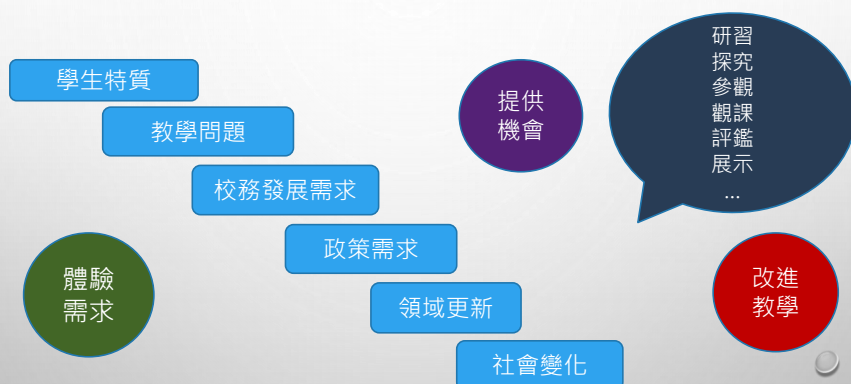 學生特質
教學問題
校務發展需求
政策需求
領域更新
社會變化
體驗
需求
提供
機會
研習
探究
參觀
觀課
評鑑
展示
...
改進
教學